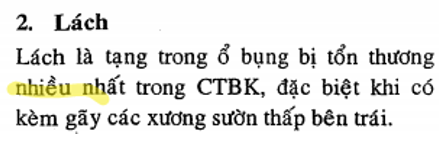 2. Lách
Lách là tạng trong ổ bụng bị tổn thương
nhiều nhất trong CTBK, đặc biệt khi có
kèm gãy các xương sườn thấp bên trái.